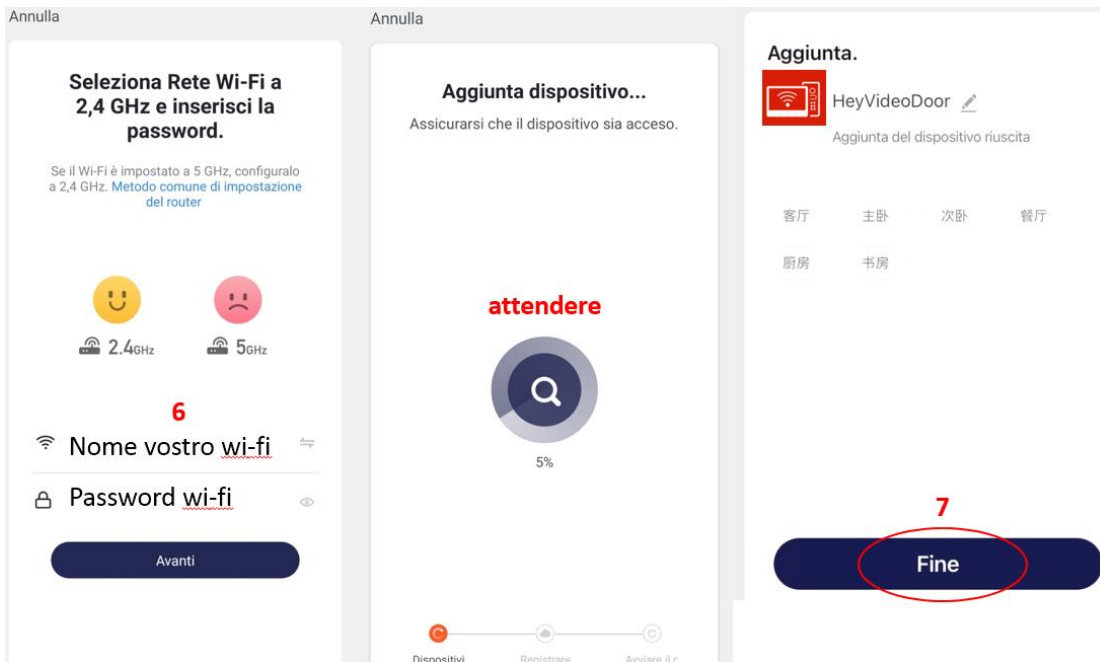 Annulla
Seleziona Rete Wi-Fi a
2,4 GHz e inserisci la
password.
Se il Wi-Fi è impostato a 5 GHz, configuralo
a 2,4 GHz. Metodo comune di impostazione
del router
2.4GHz
5GHz
6
Nome vostro wi-fi
Password wi-fi
Avanti
Annulla
Aggiunta dispositivo...
Assicurarsi che il dispositivo sia acceso.
attendere
5%
Dispositivi
Registrare
Avviare il c
Aggiunta.
HeyVideoDoor
Aggiunta del dispositivo riuscita
客厅 主卧 次卧 餐厅
厨房 书房
7
Fine